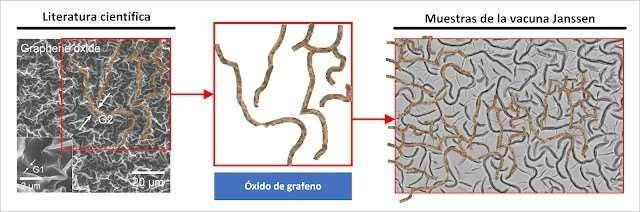 Literatura científica
Muestras de la vacuna Janssen
Graphene oxide
G2
G1
2 μm
20 μm
Óxido de grafeno